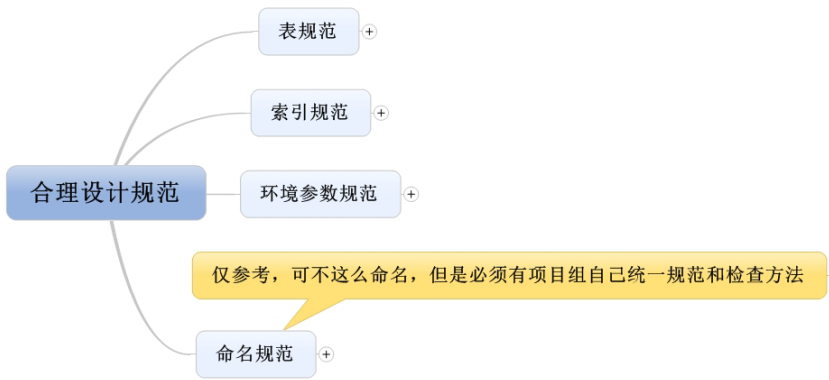 表规范
索引规范
合理设计规范
环境参数规范
仅参考，可不这么命名，但是必须有项目组自己统一规范和检查方法
命名规范